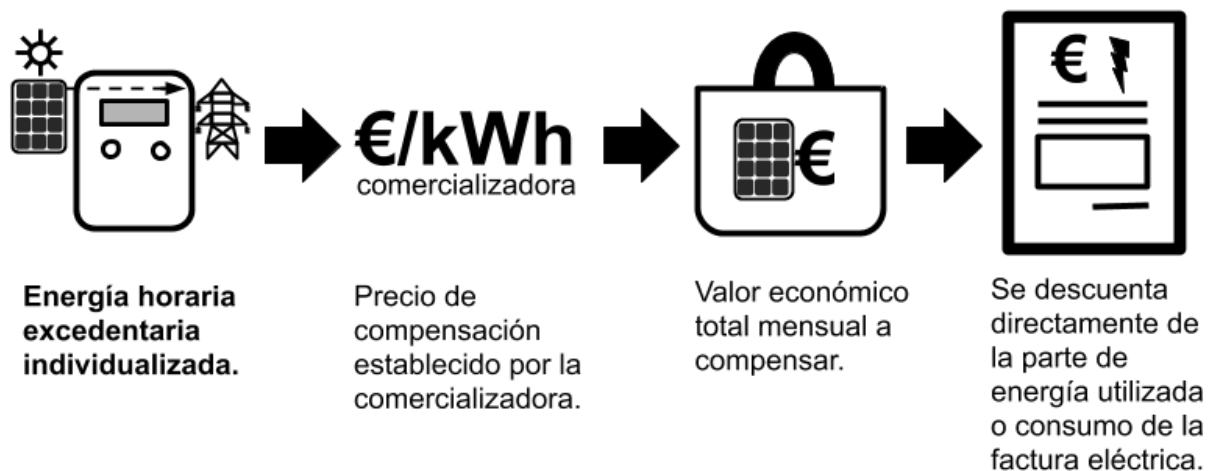 €/kWh
comercializadora
€
€
Energía horaria
excedentaria
individualizada.
Precio de
compensación
establecido por la
comercializadora.
Valor económico
total mensual a
compensar.
Se descuenta
directamente de
la parte de
energía utilizada
o consumo de la
factura eléctrica.